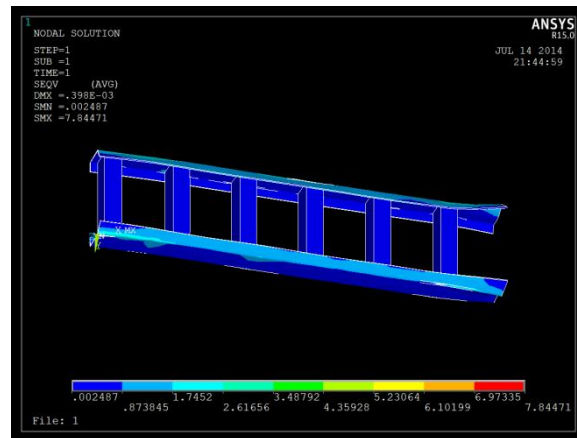 1
ANSYS
R15.0
NODAL SOLUTION
JUL 14 2014
21:44:59
STEP=1
SUB =1
TIME=1
SEQV (AVG)
DMX =.398E-03
SMN =.002487
SMX =7.84471
X MX
.002487 1.7452 3.48792 5.23064 6.97335
.873845 2.61656 4.35928 6.10199 7.84471
File: 1